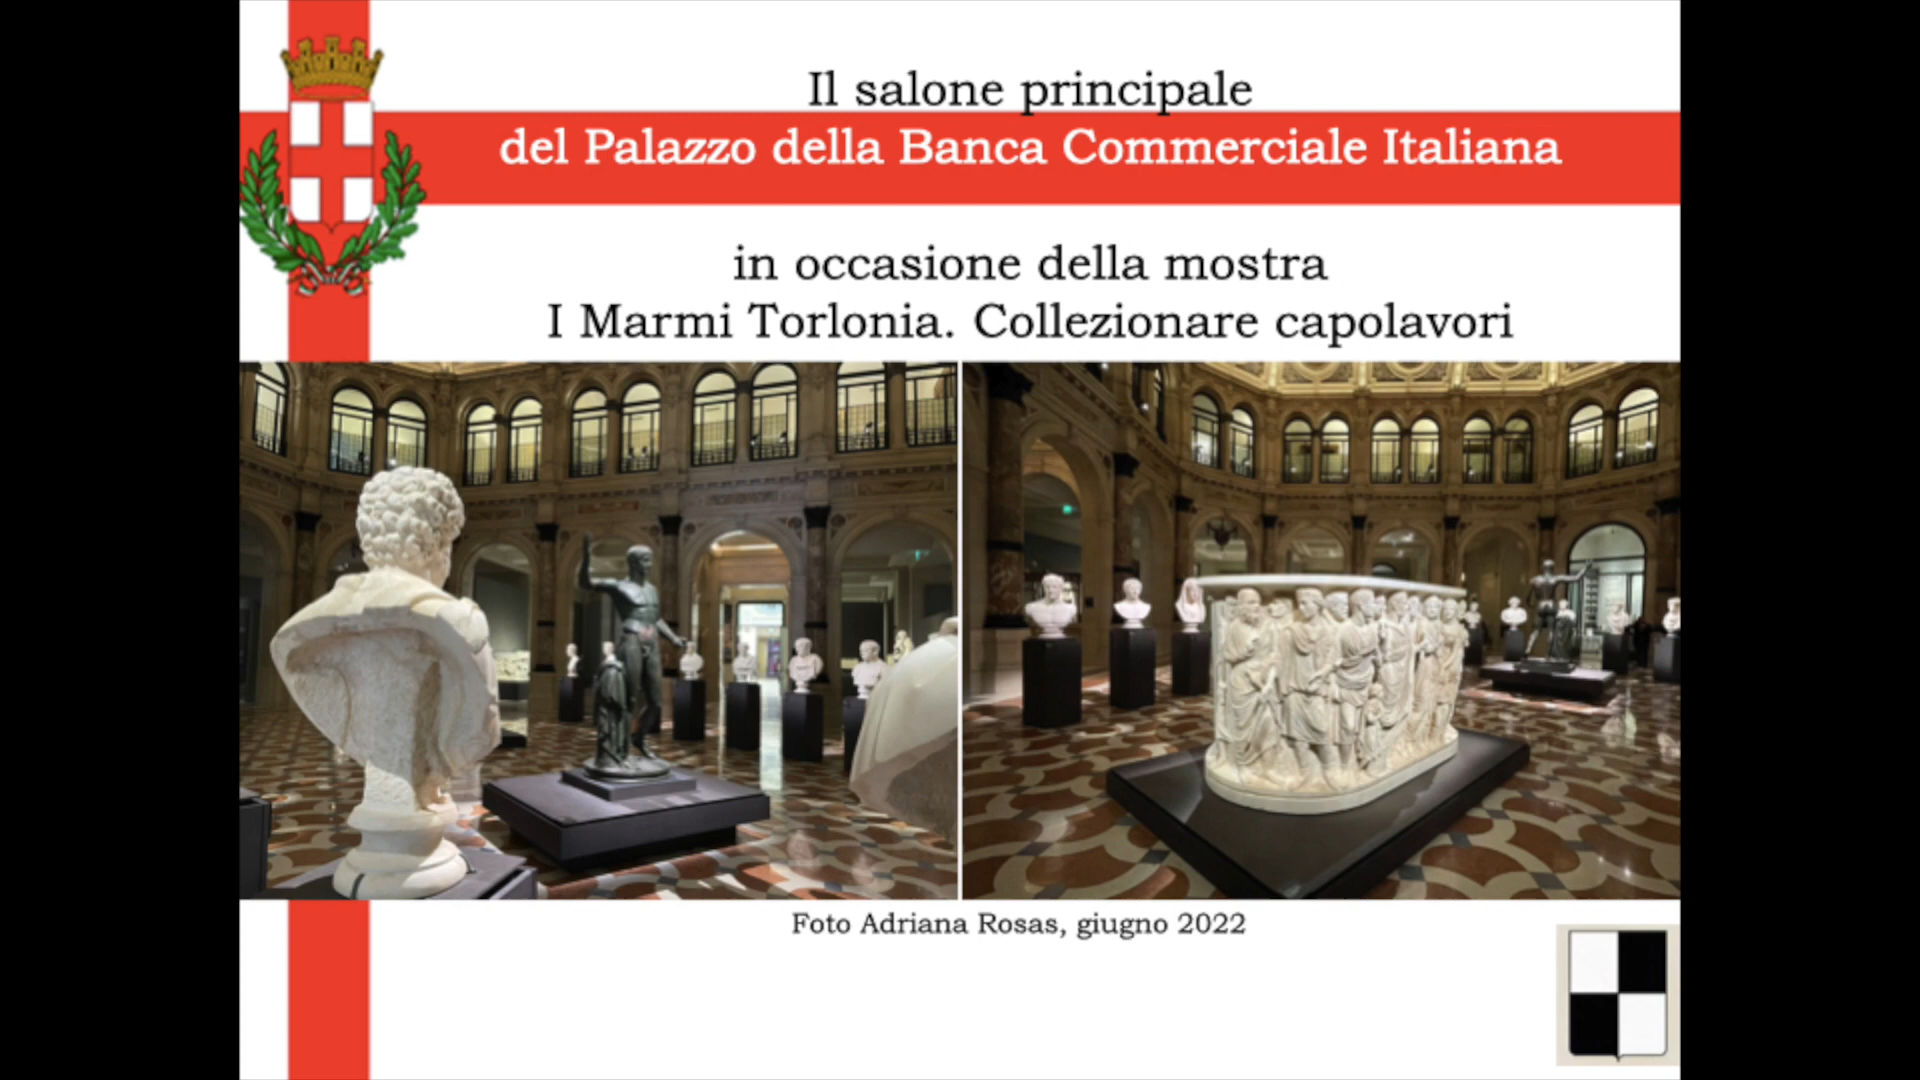 Il salone principale
del Palazzo della Banca Commerciale Italiana
in occasione della mostra
I Marmi Torlonia. Collezionare capolavori
Foto Adriana Rosas, giugno 2022